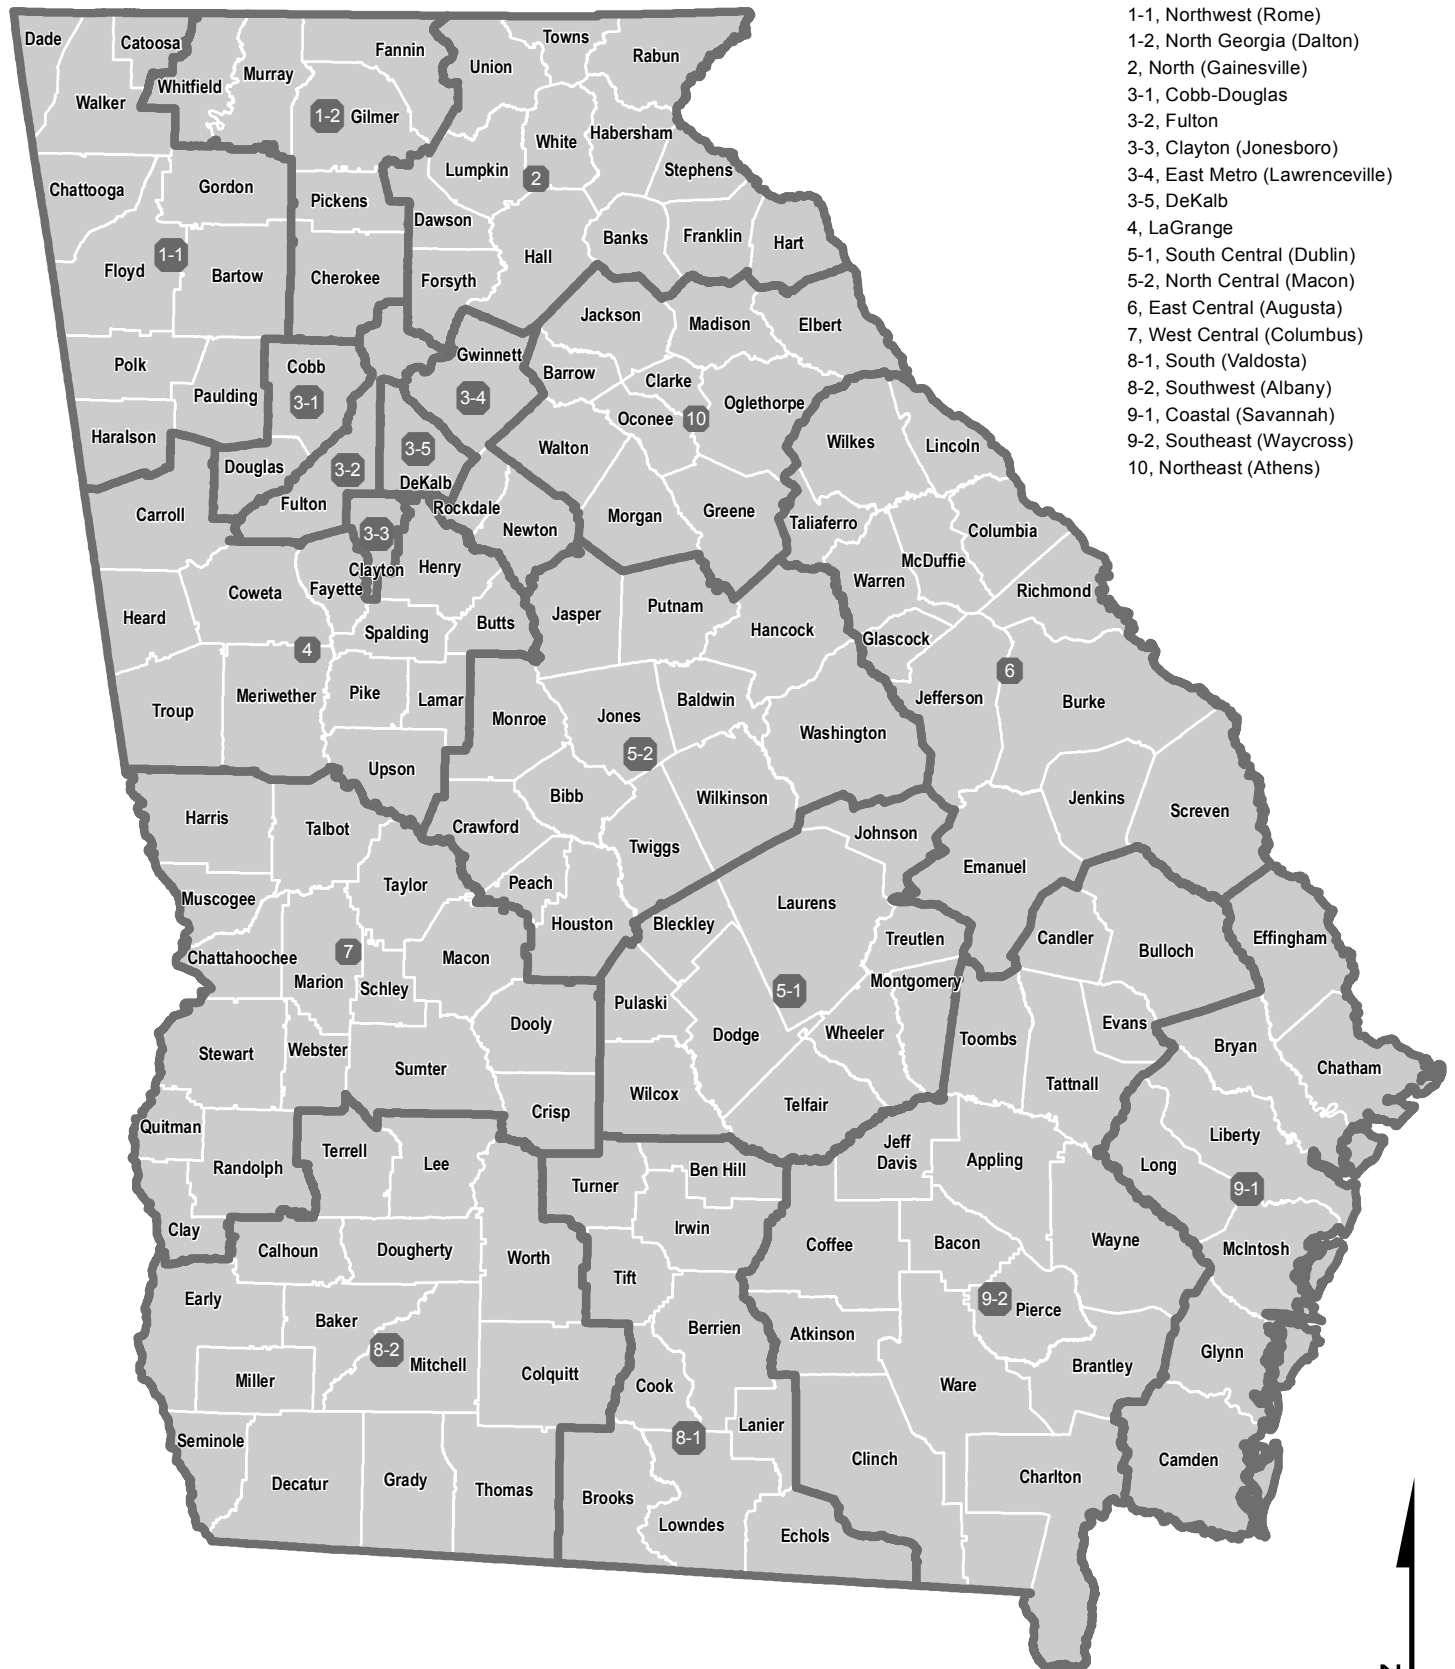 1-1, Northwest (Rome)
1-2, North Georgia (Dalton)
2, North (Gainesville)
3-1, Cobb-Douglas
3-2, Fulton
3-3, Clayton (Jonesboro)
3-4, East Metro (Lawrenceville)
3-5, DeKalb
4, LaGrange
5-1, South Central (Dublin)
5-2, North Central (Macon)
6, East Central (Augusta)
7, West Central (Columbus)
8-1, South (Valdosta)
8-2, Southwest (Albany)
9-1, Coastal (Savannah)
9-2, Southeast (Waycross)
10, Northeast (Athens)
Dade
Catoosa
Fannin
Towns
Union
Rabun
Walker
Whitfield
Murray
1-2
Gilmer
White
Habersham
Lumpkin
2
Stephens
Chattooga
Gordon
Pickens
Dawson
Banks
Franklin
Hart
Floyd
1-1
Bartow
Cherokee
Forsyth
Hall
Jackson
Madison
Elbert
Polk
Paulding
Cobb
3-1
Gwinnett
3-4
Barrow
Clarke
Oconee
10
Oglethorpe
Haralson
Douglas
3-2
3-5
DeKalb
Walton
Wilkes
Lincoln
Carroll
Fulton
3-3
Rockdale
Newton
Morgan
Greene
Taliaferro
Columbia
McDuffie
Warren
Richmond
Clayton
Henry
Fayette
Coweta
Heard
Spalding
Butts
Jasper
Putnam
Hancock
Glascock
4
6
Troup
Meriwether
Pike
Lamar
Monroe
Jones
Baldwin
Washington
Jefferson
Burke
5-2
Upson
Bibb
Wilkinson
Jenkins
Screven
Harris
Talbot
Crawford
Twiggs
Johnson
Emanuel
Muscogee
Taylor
Peach
Houston
Bleckley
Laurens
Treutlen
Candler
Bulloch
Effingham
Chattahoochee
7
Marion
Schley
Macon
Dooly
Pulaski
5-1
Montgomery
Dodge
Wheeler
Toombs
Evans
Bryan
Chatham
Stewart
Webster
Sumter
Wilcox
Telfair
Tattnall
Crisp
Quitman
Randolph
Terrell
Lee
Turner
Ben Hill
Jeff
Davis
Appling
Long
Liberty
9-1
Clay
Calhoun
Dougherty
Worth
Irwin
Coffee
Bacon
Wayne
McIntosh
Tift
Early
Baker
8-2
Mitchell
Berrien
Atkinson
9-2
Pierce
Brantley
Glynn
Miller
Colquitt
Cook
Ware
Lanier
8-1
Seminole
Decatur
Grady
Thomas
Brooks
Lowndes
Echols
Clinch
Charlton
Camden
N